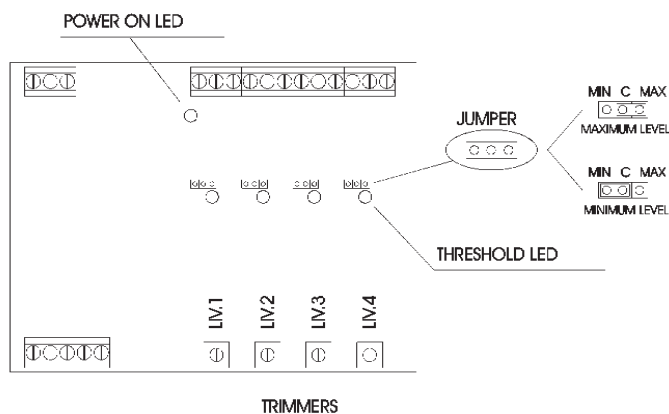 POWER ON LED
JUMPER
MIN C MAX
MAXIMUM LEVEL
MIN C MAX
MINIMUM LEVEL
THRESHOLD LED
LIV.1
LIV.2
LIV.3
LIV.4
TRIMMERS